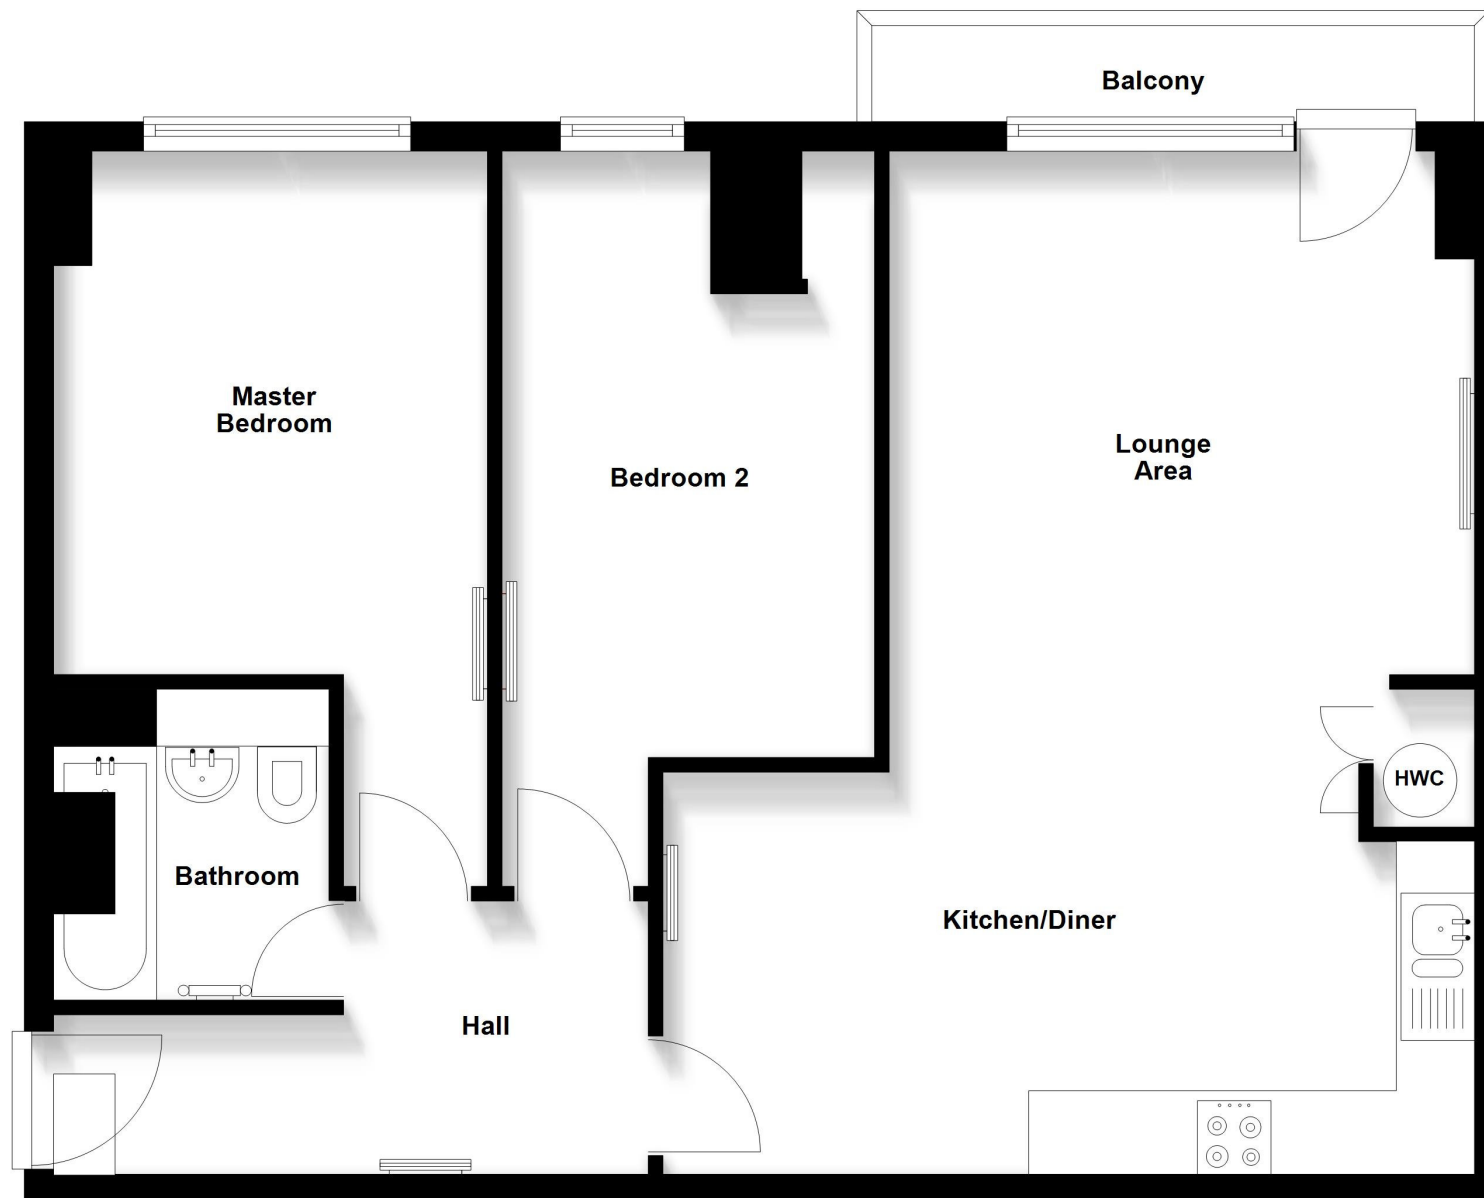 Balcony
Master
Bedroom
Bedroom 2
Lounge
Area
HWC
Bathroom
Kitchen/Diner
Hall